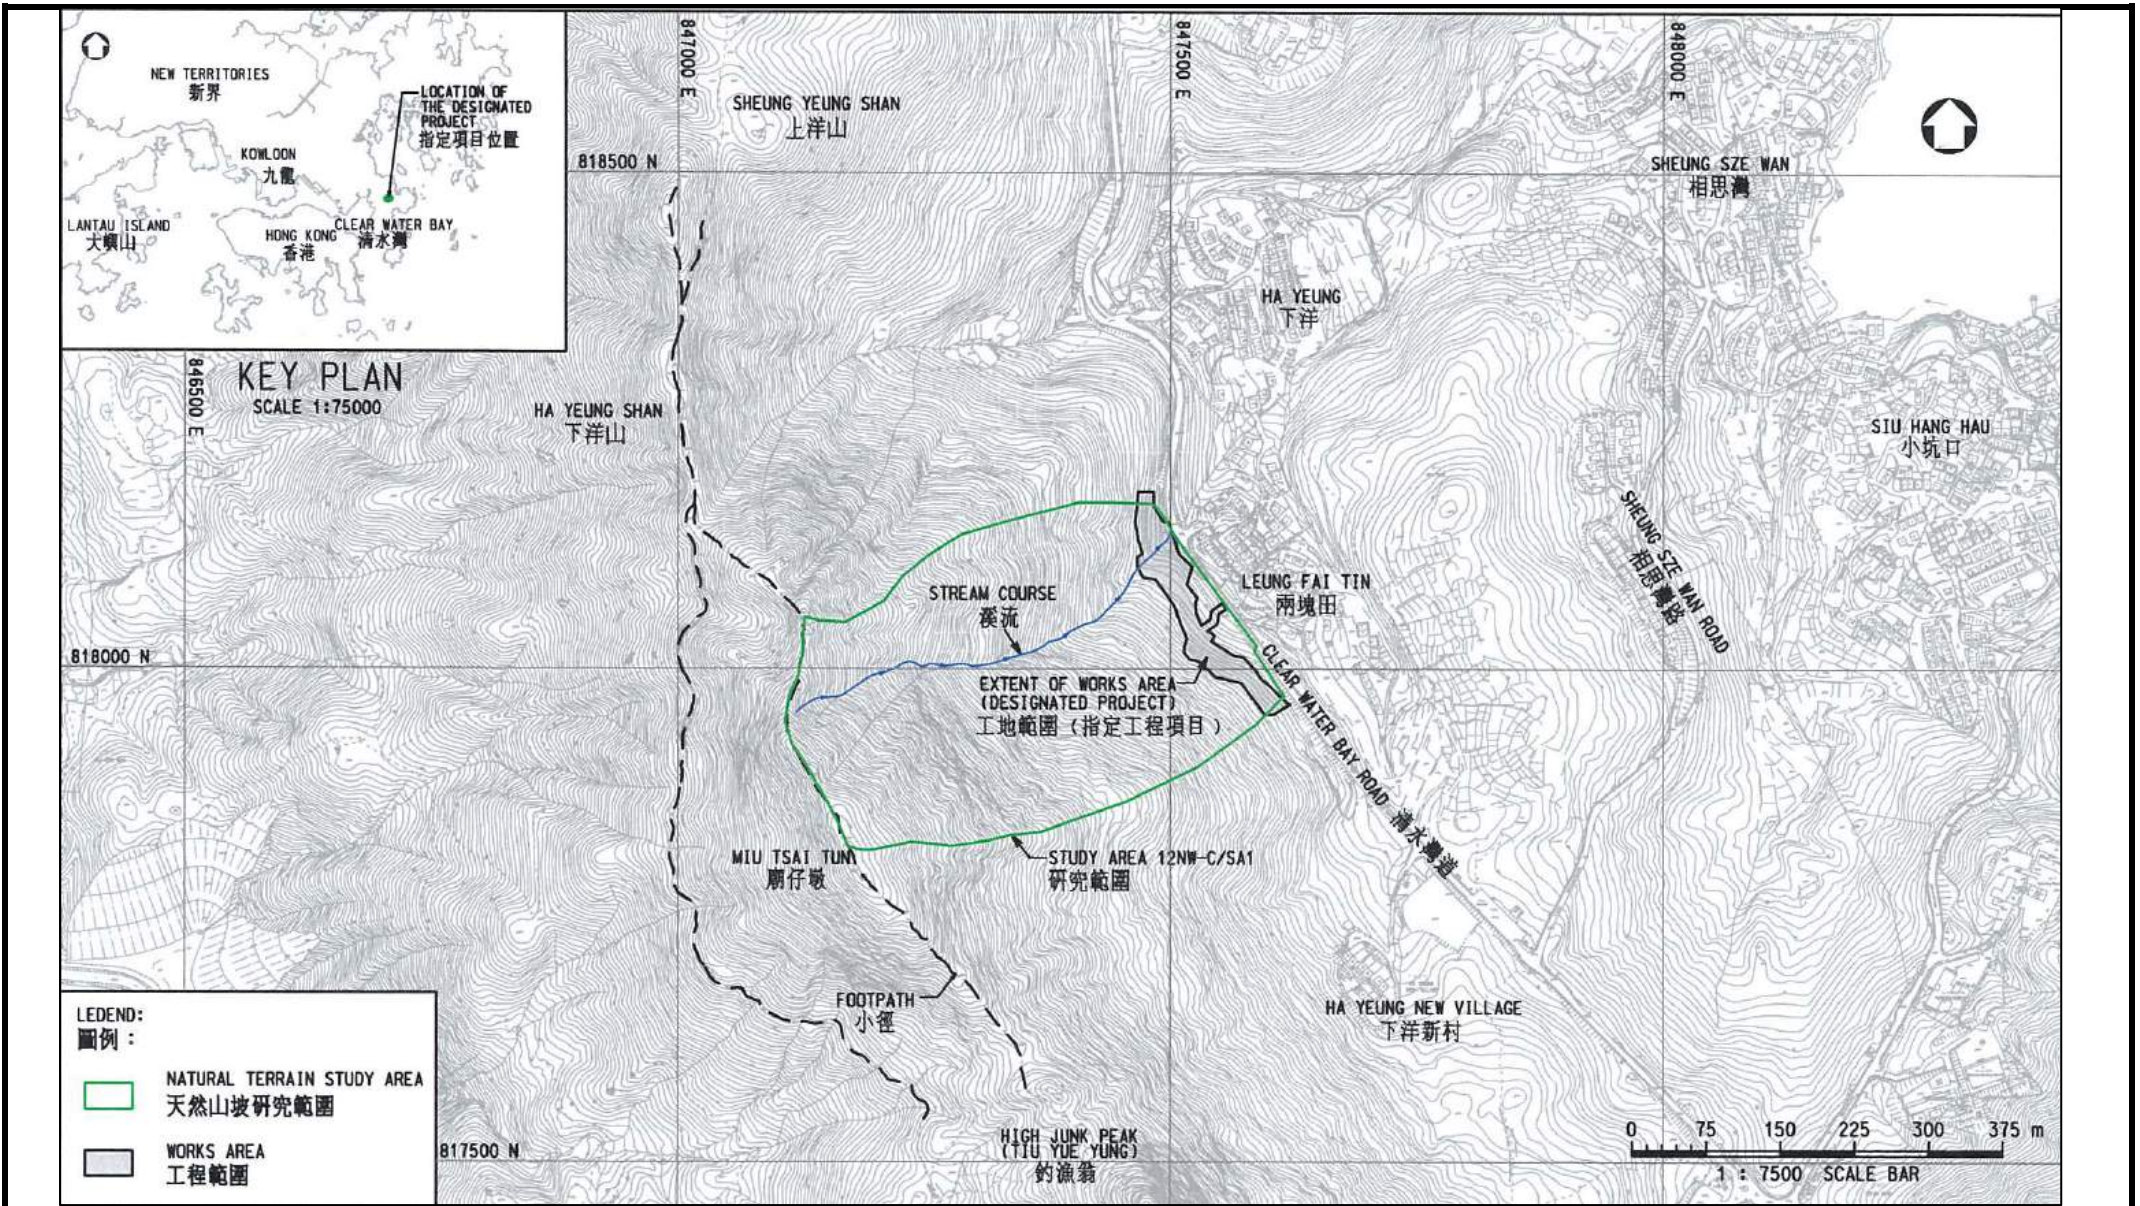 NEW TERRITORIES
新界
LOCATION OF
THE DESIGNATED
PROJECT
指定項目位置
KOWLOON
九龍
LANTAU ISLAND
大嶼山
HONG KONG
香港
CLEAR WATER BAY
清水灣
KEY PLAN
SCALE 1:75000
846500 E
847000 E
847500 E
848000 E
818500 N
818000 N
817500 N
SHEUNG YEUNG SHAN
上洋山
SHEUNG SZE WAN
相思灣
HA YEUNG
下洋
HA YEUNG SHAN
下洋山
SIU HANG HAU
小坑口
SHEUNG SZE WAN ROAD
相思灣路
STREAM COURSE
溪流
LEUNG FAI TIN
兩塊田
EXTENT OF WORKS AREA
(DESIGNATED PROJECT)
工地範圍（指定工程項目）
CLEAR WATER BAY ROAD 清水灣道
MIU TSAI TUN
廟仔墩
STUDY AREA 12NW-C/SA1
研究範圍
FOOTPATH
小徑
HA YEUNG NEW VILLAGE
下洋新村
HIGH JUNK PEAK
(TIU YUE YUNG)
釣漁翁
LEDEND:
圖例：
NATURAL TERRAIN STUDY AREA
天然山坡研究範圍
WORKS AREA
工程範圍
0 75 150 225 300 375 m
1 : 7500 SCALE BAR